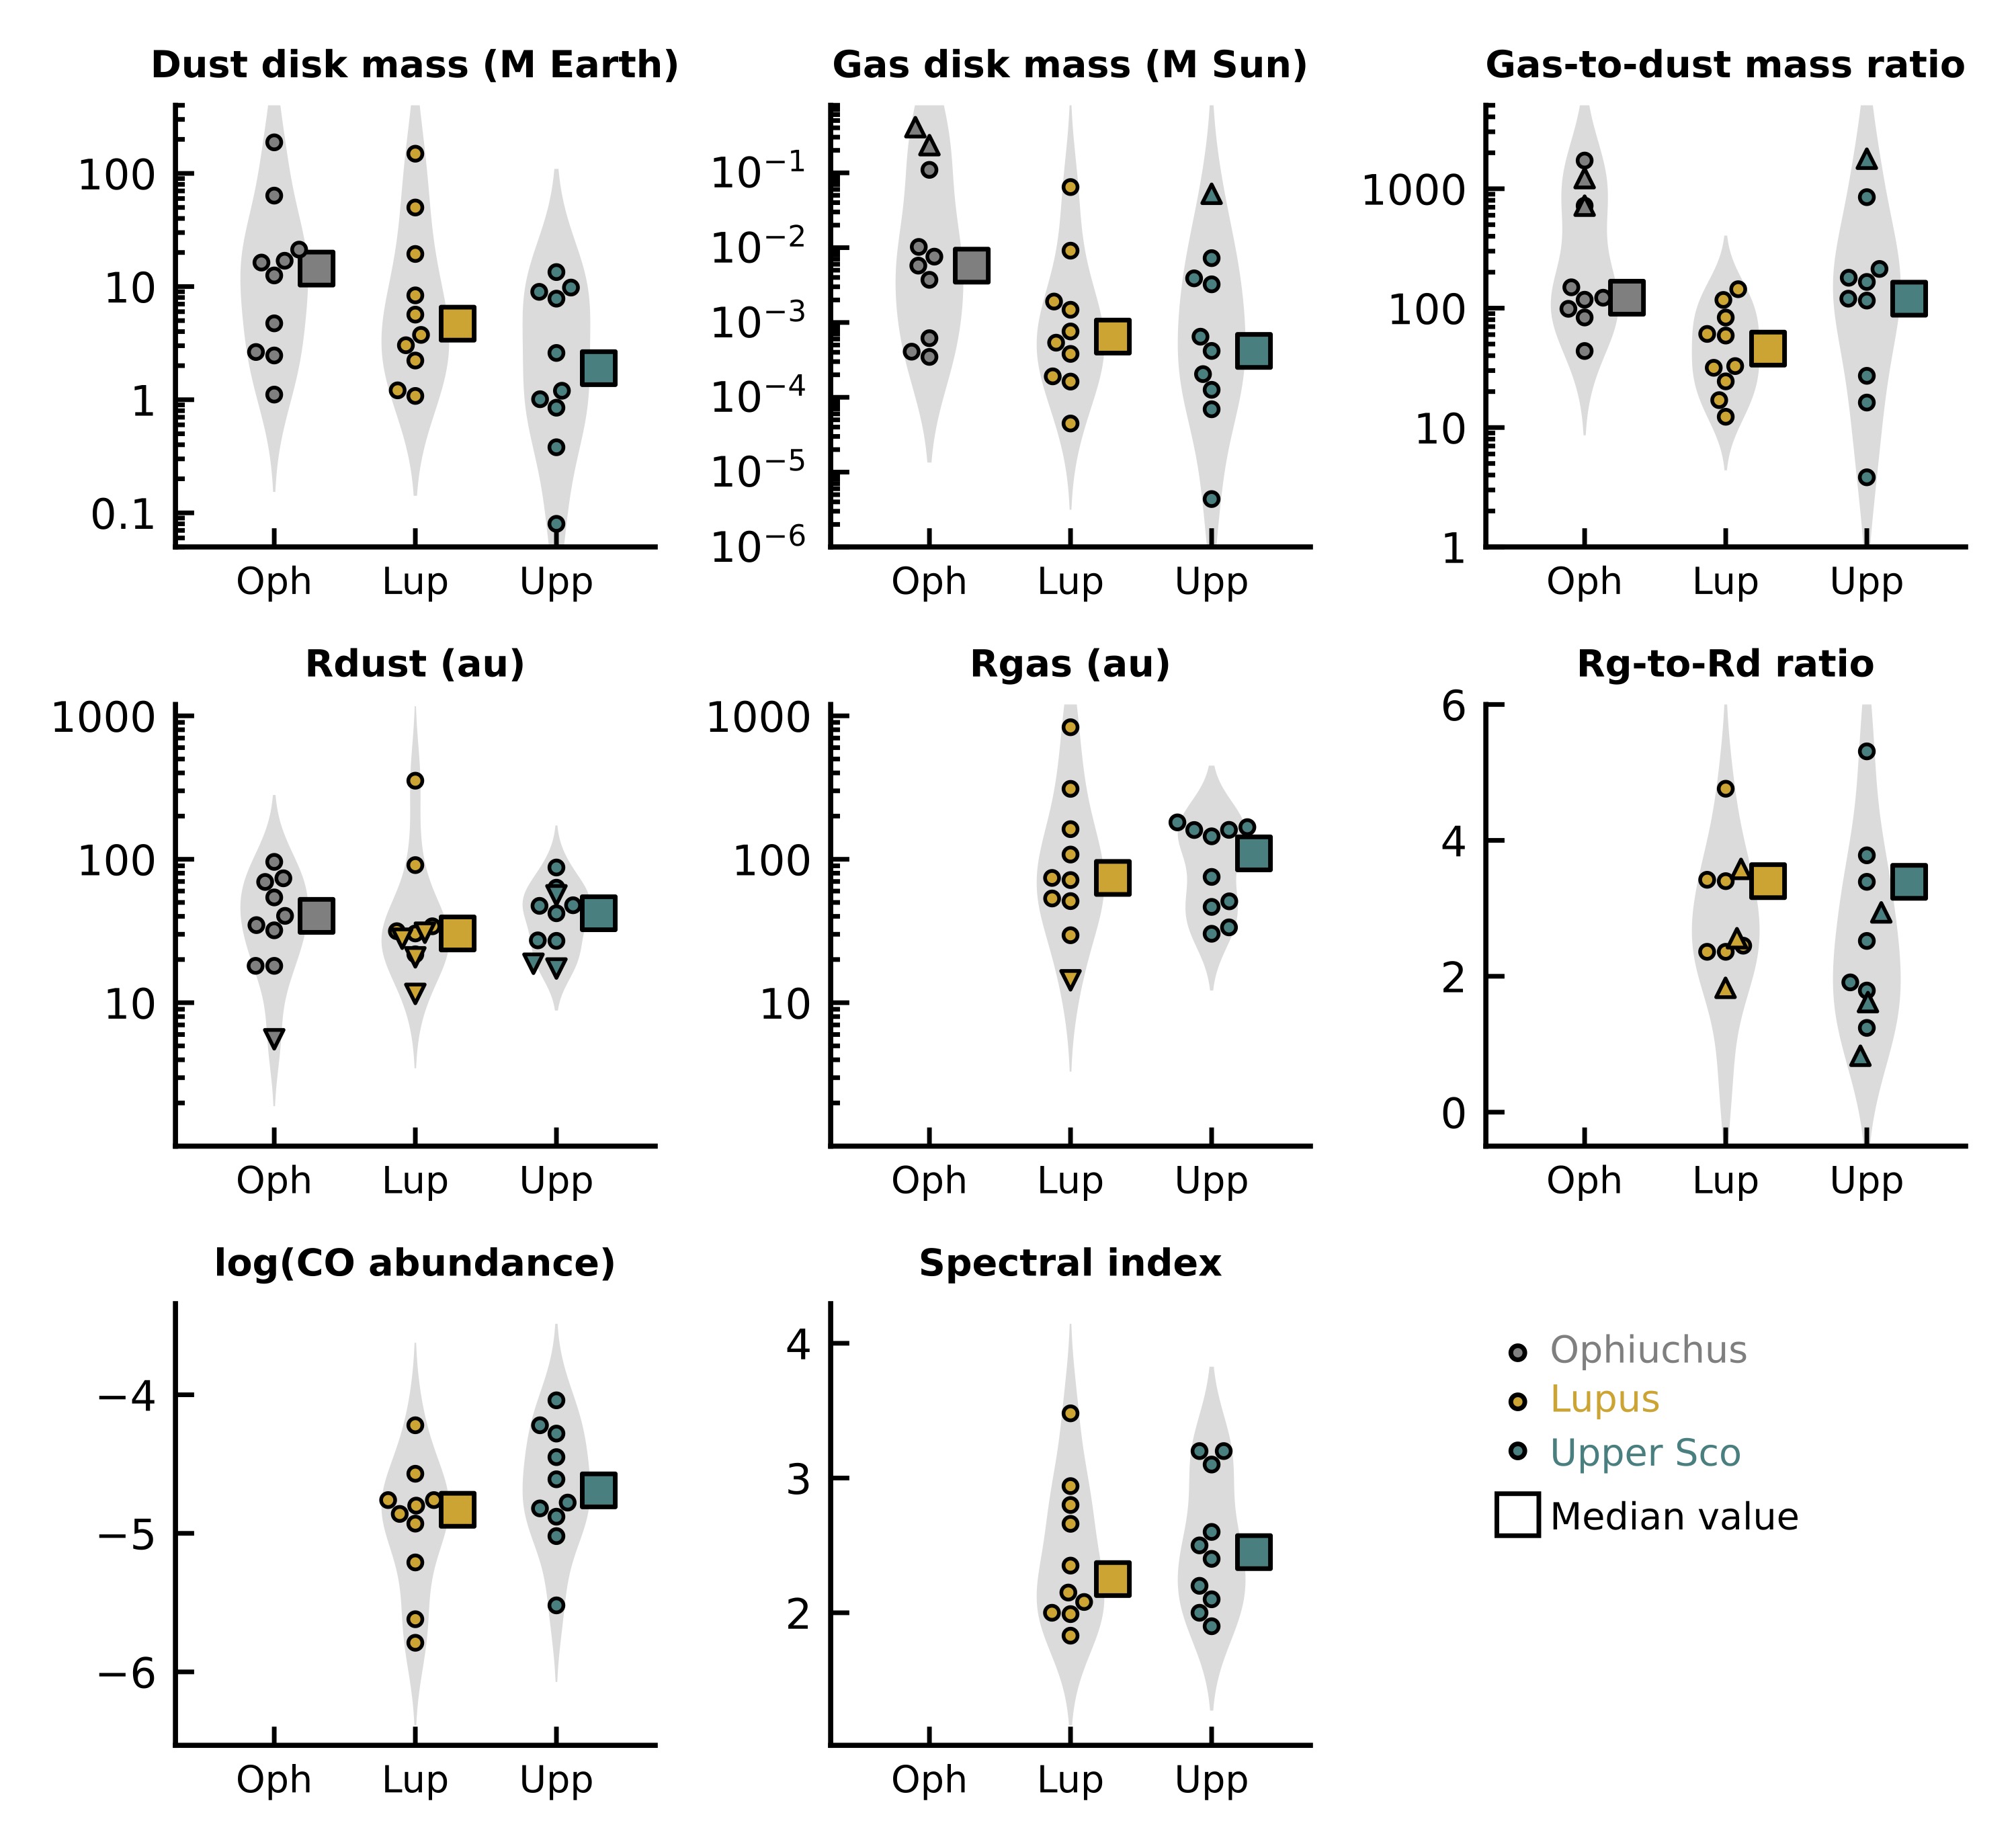 Dust disk mass (M Earth)
100
10
1
0.1
Oph Lup Upp
Gas disk mass (M Sun)
10⁻¹
10⁻²
10⁻³
10⁻⁴
10⁻⁵
10⁻⁶
Oph Lup Upp
Gas-to-dust mass ratio
1000
100
10
1
Oph Lup Upp
Rdust (au)
1000
100
10
Oph Lup Upp
Rgas (au)
1000
100
10
Oph Lup Upp
Rg-to-Rd ratio
6
4
2
0
Oph Lup Upp
log(CO abundance)
−4
−5
−6
Oph Lup Upp
Spectral index
4
3
2
Oph Lup Upp
Ophiuchus
Lupus
Upper Sco
Median value